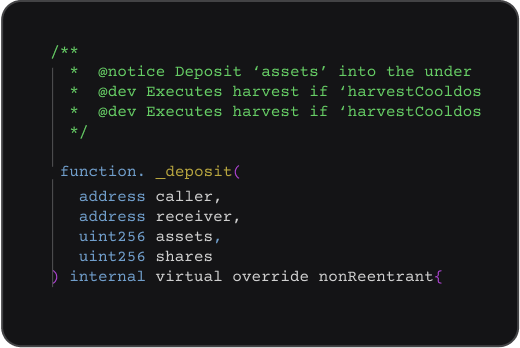 /**
* @notice Deposit ‘assets’ into the under
* @dev Executes harvest if ‘harvestCooldos
* @dev Executes harvest if ‘harvestCooldos
*/
function. _deposit(
address caller,
address receiver,
uint256 assets,
uint256 shares
) internal virtual override nonReentrant{